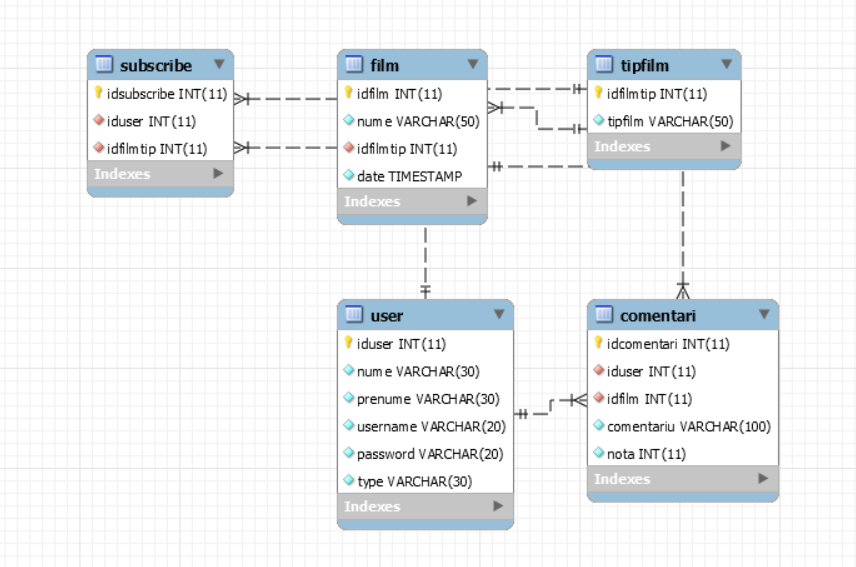 subscribe
idsubscribe INT(11)
iduser INT(11)
idfilmtip INT(11)
Indexes
film
idfilm INT(11)
nume VARCHAR(50)
idfilmtip INT(11)
date TIMESTAMP
Indexes
tipfilm
idfilmtip INT(11)
tipfilm VARCHAR(50)
Indexes
user
iduser INT(11)
nume VARCHAR(30)
prenume VARCHAR(30)
username VARCHAR(20)
password VARCHAR(20)
type VARCHAR(30)
Indexes
comentari
idcomentari INT(11)
iduser INT(11)
idfilm INT(11)
comentariu VARCHAR(100)
nota INT(11)
Indexes